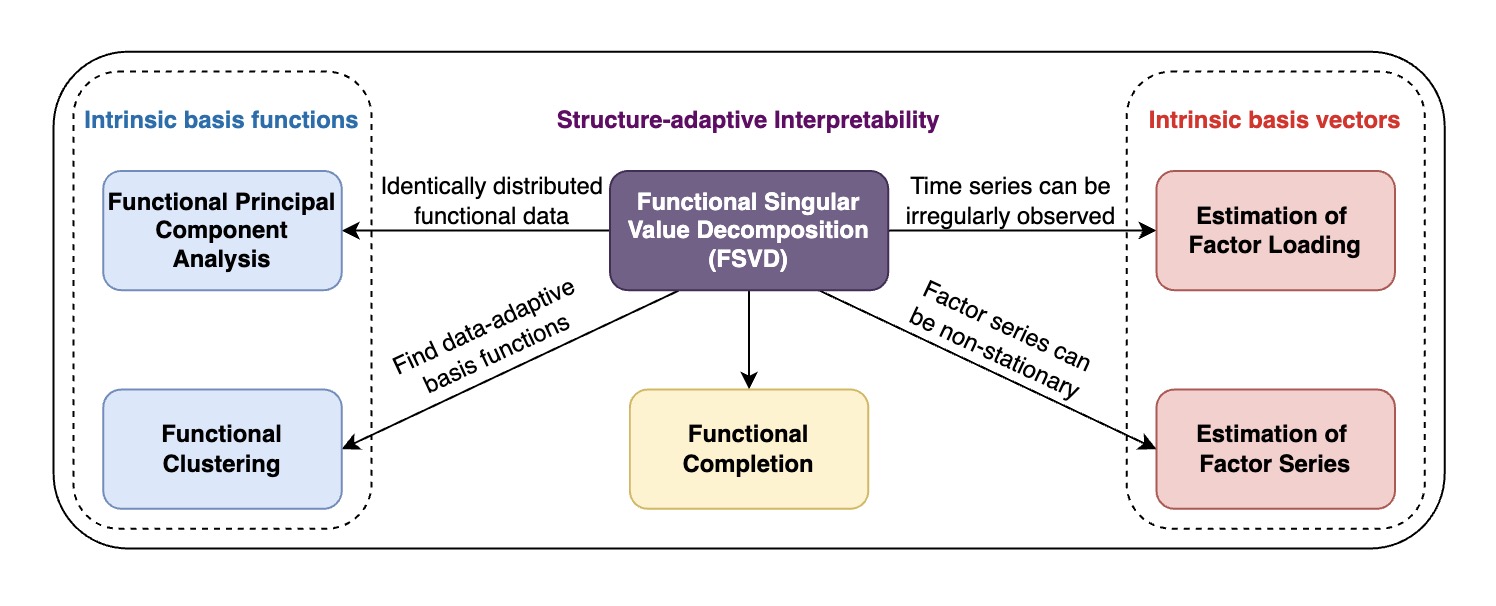 Intrinsic basis functions
Structure-adaptive Interpretability
Intrinsic basis vectors
Functional Principal
Component
Analysis
Identically distributed
functional data
Functional Singular
Value Decomposition
(FSVD)
Time series can be
irregularly observed
Estimation of
Factor Loading
Find data-adaptive
basis functions
Factor series can
be non-stationary
Functional
Clustering
Functional
Completion
Estimation of
Factor Series